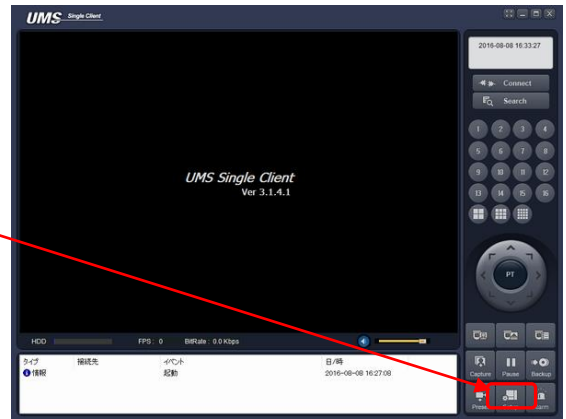 UMS Single Client
2016-08-08 16:33:27
Connect
Search
1 2 3 4
5 6 7 8
9 10 11 12
13 14 15 16
UMS Single Client
Ver 3.1.4.1
PT
HDD FPS : 0 BitRate : 0.0 Kbps
タイプ 接続先 イベント 日/時
情報 起動 2016-08-08 16:27:08
Capture Pause Backup